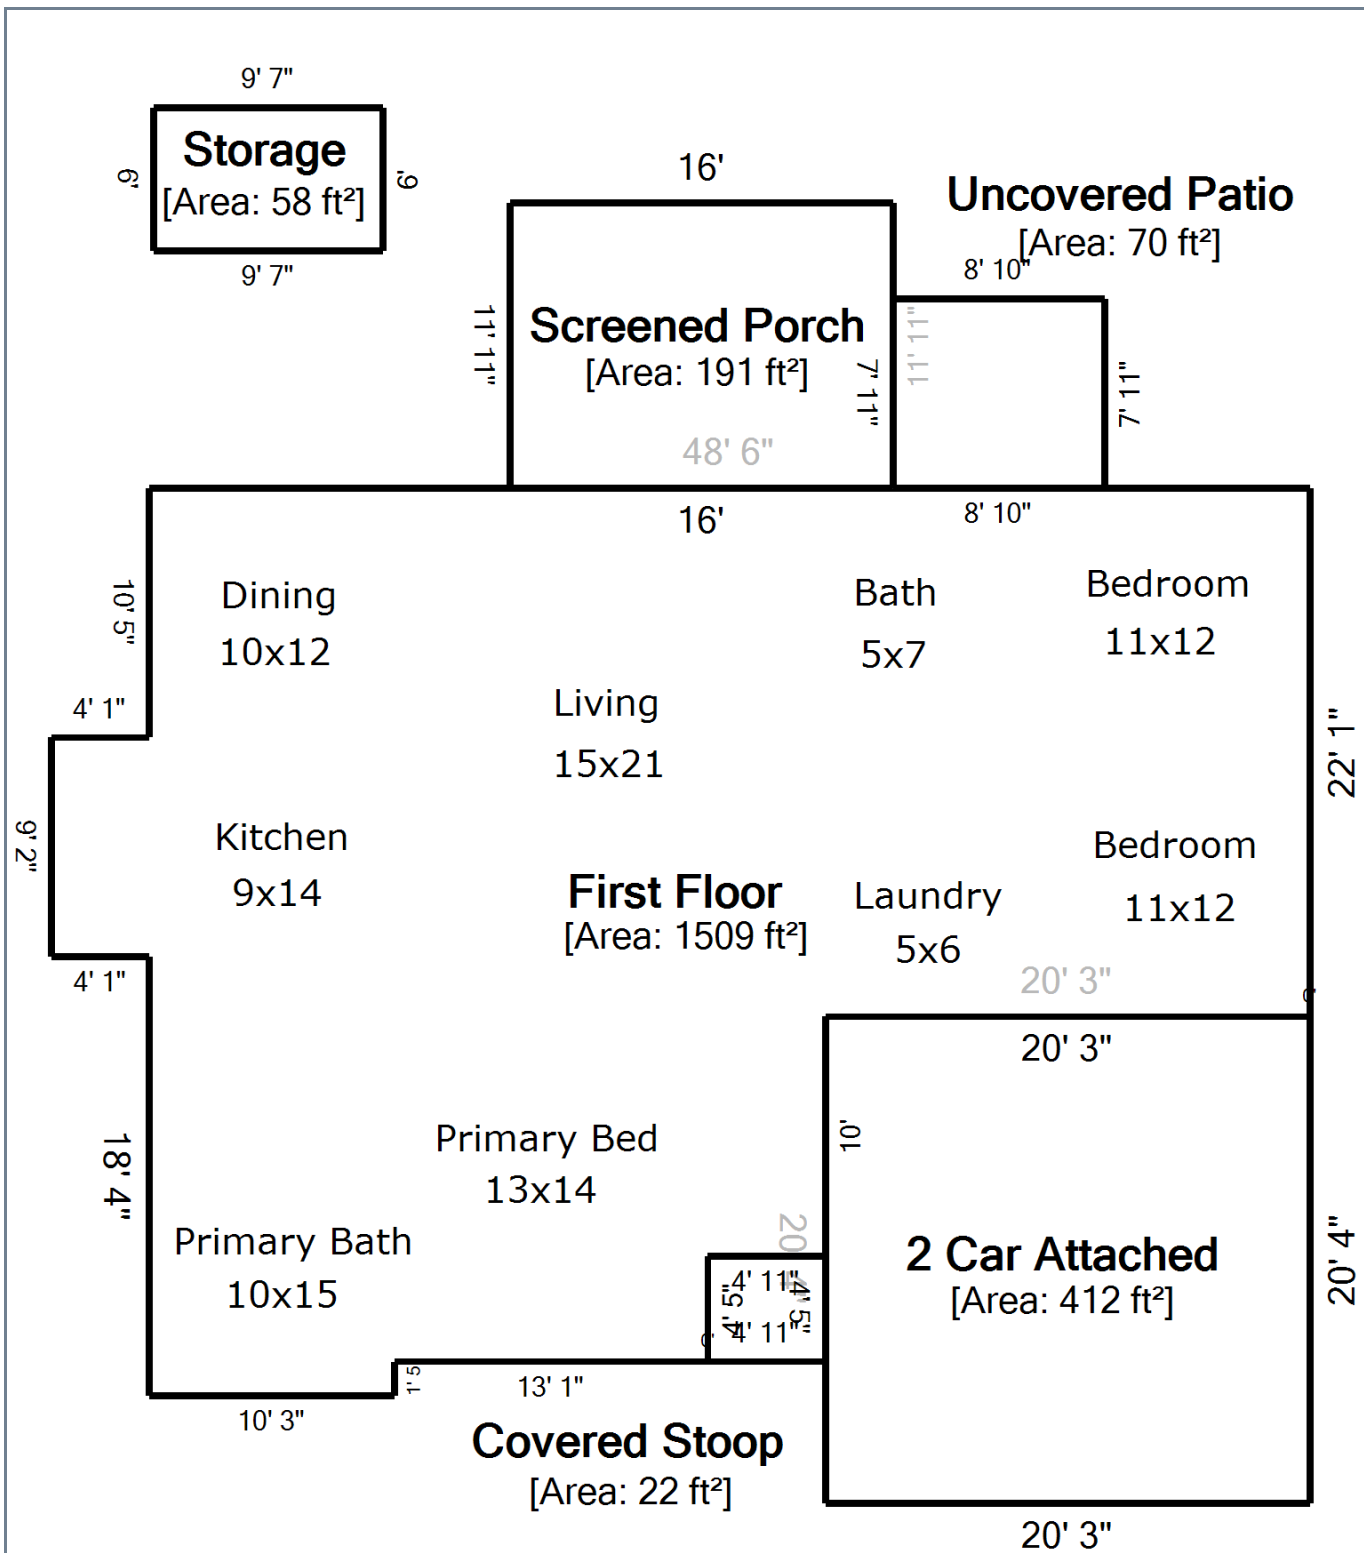 9' 7"
Storage
[Area: 58 ft²]
6'
6'
9' 7"
16'
Uncovered Patio
[Area: 70 ft²]
8' 10"
11' 11"
Screened Porch
[Area: 191 ft²]
7' 11"
11' 11"
7' 11"
48' 6"
16'
8' 10"
10' 5"
Dining
10x12
Bath
5x7
Bedroom
11x12
4' 1"
Living
15x21
22' 1"
9' 2"
Kitchen
9x14
First Floor
[Area: 1509 ft²]
Laundry
5x6
Bedroom
11x12
4' 1"
20' 3"
20' 3"
18' 4"
Primary Bed
13x14
10'
Primary Bath
10x15
20' 4"
4' 11"
4' 5"
4' 5"
4' 11"
2 Car Attached
[Area: 412 ft²]
20' 4"
1' 5
13' 1"
10' 3"
Covered Stoop
[Area: 22 ft²]
20' 3"